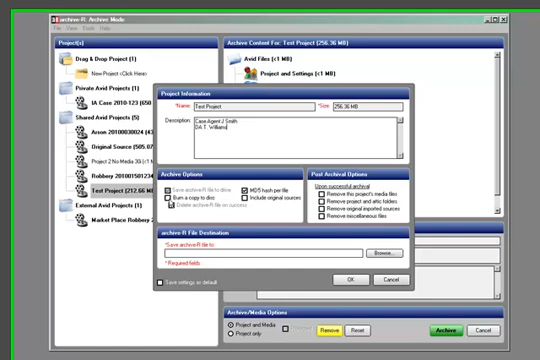 archive-R: Archive Mode
File View Tools Help
Project(s)
Drag & Drop Project (1)
New Project <Click Here>
Private Avid Projects (1)
IA Case 2010-123 (650
Shared Avid Projects (5)
Arson 20100030024 (43
Original Source (505.07
Project 2 No Media 3G(<1 M
Robbery 20100150123
Test Project (212.66 MB
External Avid Projects (1)
Market Place Robbery
Archive Content For: Test Project (256.36 MB)
Avid Files (<1 MB)
Project and Settings (<1 MB)
Project Information
*Name: Test Project
*Size: 256.36 MB
Description: Case Agent J Smith
DA T. Williams
Archive Options
Save archive-R file to drive
MD5 hash per file
Burn a copy to disc
Include original sources
Delete archive-R file on success
Post Archival Options
Upon successful archival
Remove this project's media files
Remove project and attic folders
Remove original imported sources
Remove miscellaneous files
archive-R File Destination
*Save archive-R file to:
Browse...
* Required fields
Save settings as default
OK
Cancel
Archive/Media Options
Project and Media
Project only
Remove
Reset
Archive
Cancel